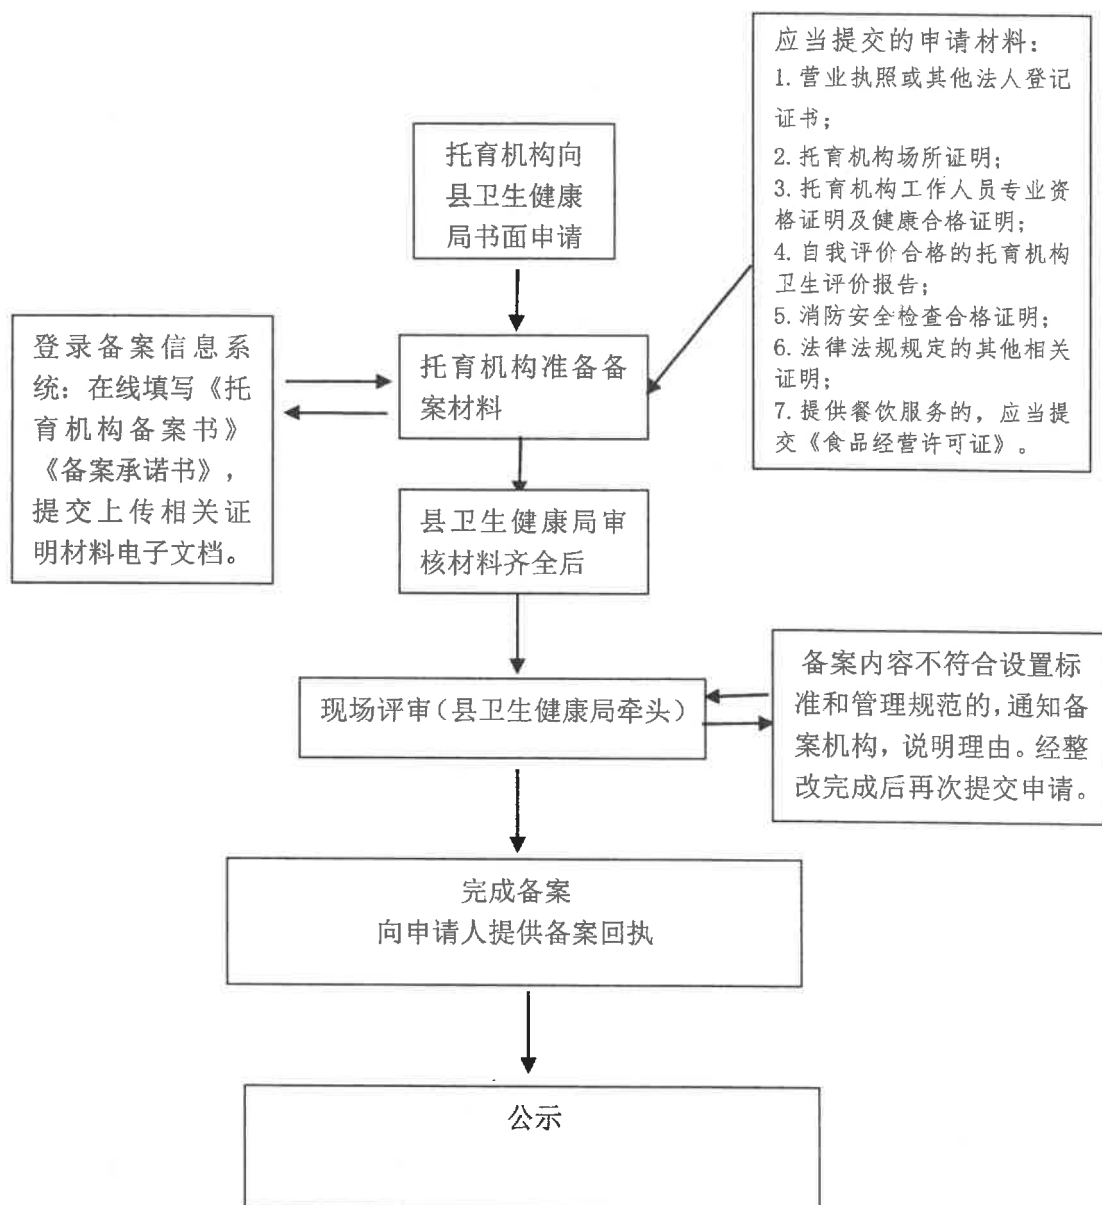 应当提交的申请材料：
1.营业执照或其他法人登记
证书；
2.托育机构场所证明；
3.托育机构工作人员专业资
格证明及健康合格证明；
4.自我评价合格的托育机构
卫生评价报告；
5.消防安全检查合格证明；
6.法律法规规定的其他相关
证明；
7.提供餐饮服务的，应当提
交《食品经营许可证》。
托育机构向
县卫生健康
局书面申请
登录备案信息系
统：在线填写《托
育机构备案书》
《备案承诺书》，
提交上传相关证
明材料电子文档。
托育机构准备备
案材料
县卫生健康局审
核材料齐全后
现场评审（县卫生健康局牵头）
备案内容不符合设置标
准和管理规范的，通知备
案机构，说明理由。经整
改完成后再次提交申请。
完成备案
向申请人提供备案回执
公示